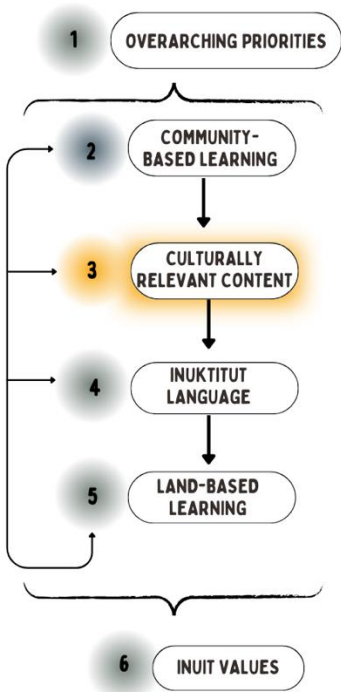 1 OVERARCHING PRIORITIES
2 COMMUNITY-
BASED LEARNING
3 CULTURALLY
RELEVANT CONTENT
4 INUKTITUT
LANGUAGE
5 LAND-BASED
LEARNING
6 INUIT VALUES